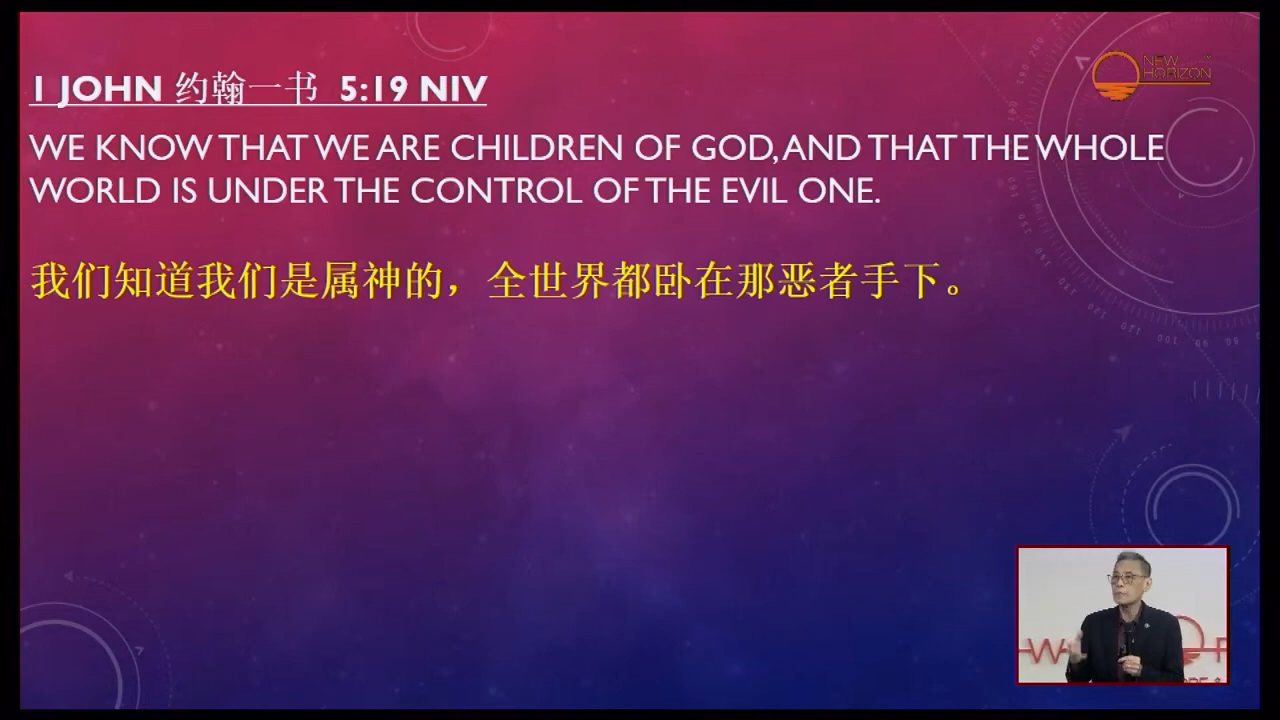 1 JOHN 约翰一书 5:19 NIV
NEW
HORIZON
WE KNOW THAT WE ARE CHILDREN OF GOD, AND THAT THE WHOLE
WORLD IS UNDER THE CONTROL OF THE EVIL ONE.
我们知道我们是属神的，全世界都卧在那恶者手下。